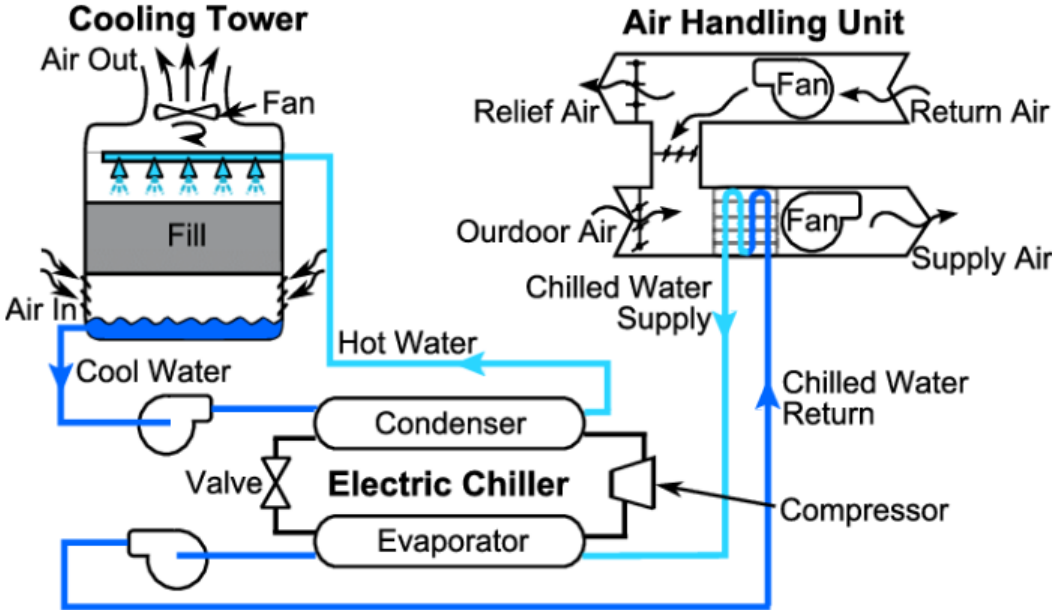 Cooling Tower
Air Out
Fan
Fill
Air In
Cool Water
Hot Water
Air Handling Unit
Fan
Relief Air
Return Air
Ourdoor Air
Fan
Supply Air
Chilled Water
Supply
Chilled Water
Return
Condenser
Valve
Electric Chiller
Compressor
Evaporator